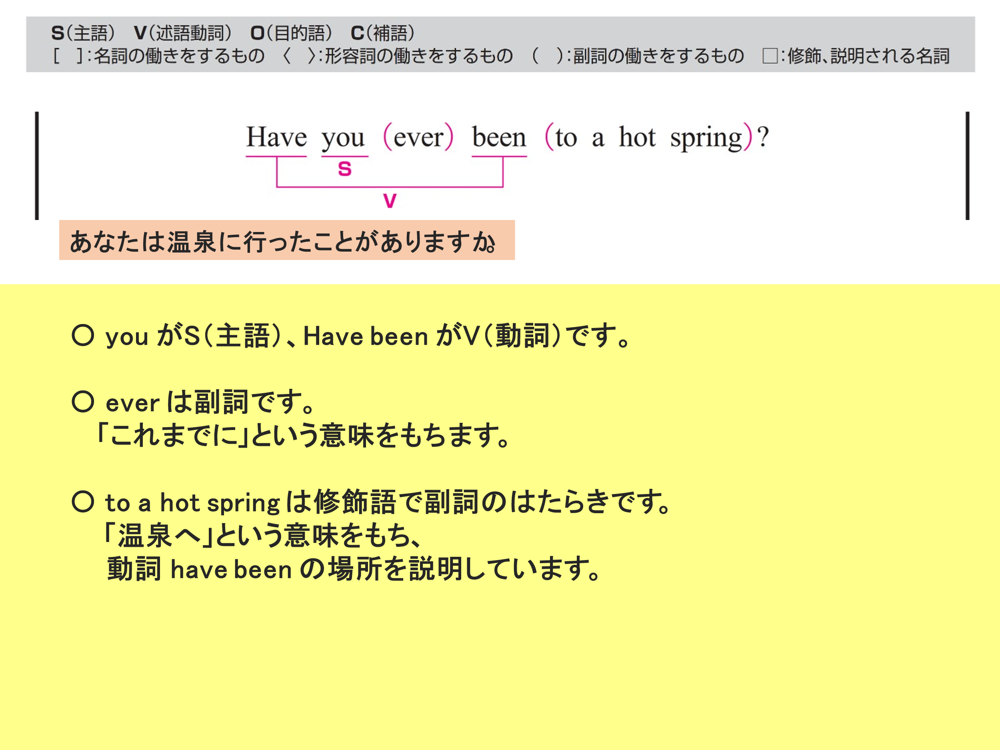 S(主語) V(述語動詞) O(目的語) C(補語)
[ ]:名詞の働きをするもの 〈 〉:形容詞の働きをするもの ( ):副詞の働きをするもの □:修飾、説明される名詞
Have you (ever) been (to a hot spring)?
S
V
あなたは温泉に行ったことがありますか。
○ you がS(主語)、Have been がV(動詞)です。
○ ever は副詞です。
「これまでに」という意味をもちます。
○ to a hot spring は修飾語で副詞のはたらきです。
「温泉へ」という意味をもち、
動詞 have been の場所を説明しています。